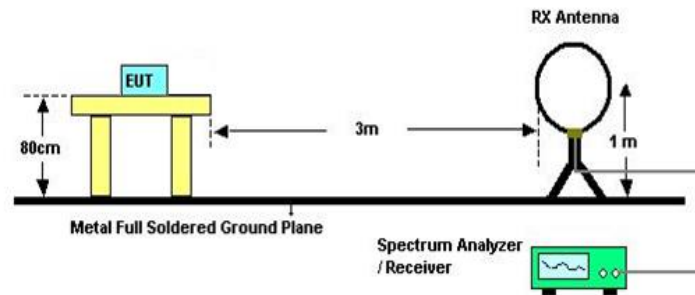 RX Antenna
EUT
3m
80cm
1 m
Metal Full Soldered Ground Plane
Spectrum Analyzer
/ Receiver